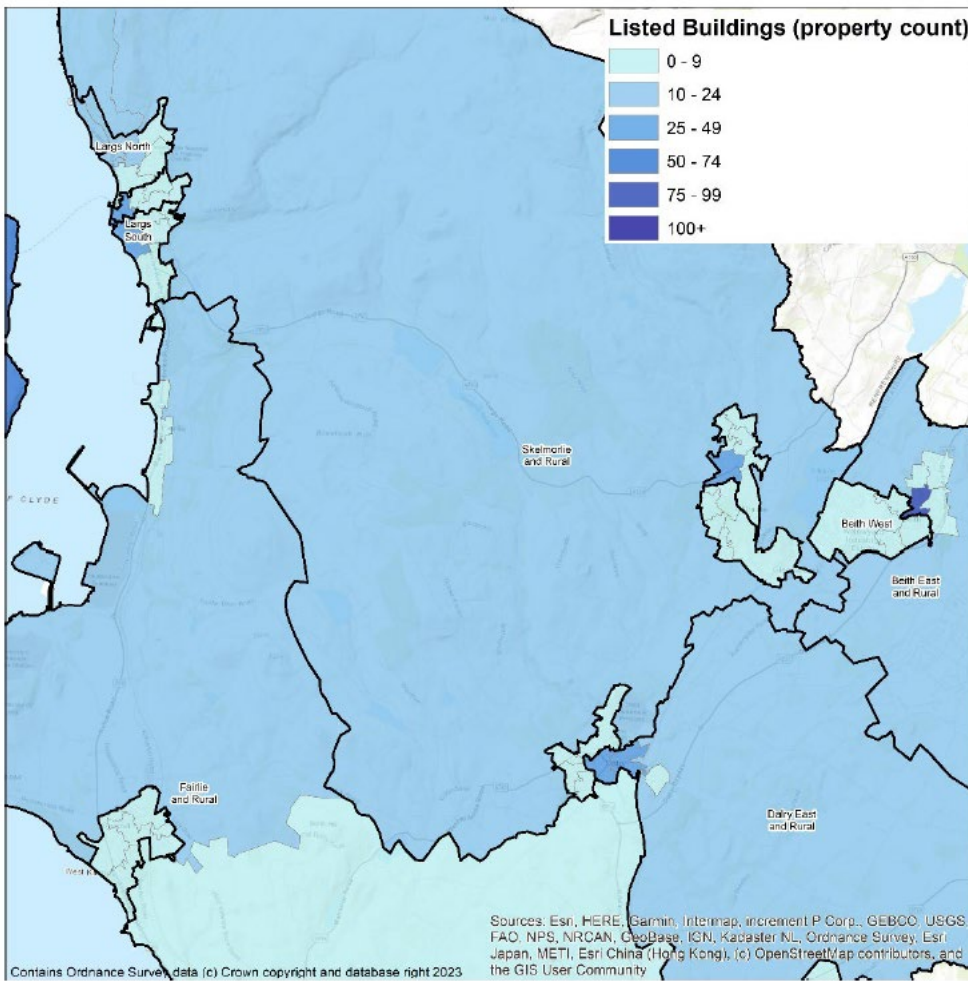 Listed Buildings (property count)
0 - 9
10 - 24
25 - 49
50 - 74
75 - 99
100+
Largs North
Largs
South
Skelmorlie
and Rural
CLYDE
Beith West
Beith East
and Rural
Fairlie
and Rural
Dalry East
and Rural
West
Sources: Esri, HERE, Garmin, Intermap, increment P Corp., GEBCO, USGS,
FAO, NPS, NRCAN, GeoBase, IGN, Kadaster NL, Ordnance Survey, Esri
Japan, METI, Esri China (Hong Kong), (c) OpenStreetMap contributors, and
the GIS User Community
Contains Ordnance Survey data (c) Crown copyright and database right 2023